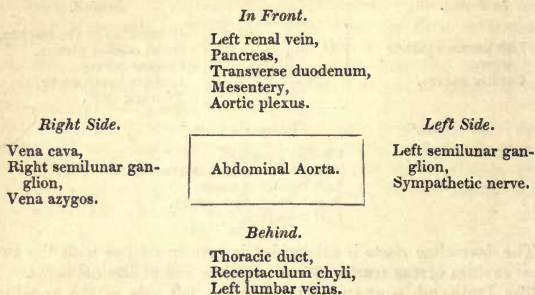 In Front.
Left renal vein,
Pancreas,
Transverse duodenum,
Mesentery,
Aortic plexus.
Right Side.
Vena cava,
Right semilunar gan-
glion,
Vena azygos.
Abdominal Aorta.
Left Side.
Left semilunar gan-
glion,
Sympathetic nerve.
Behind.
Thoracic duct,
Receptaculum chyli,
Left lumbar veins.